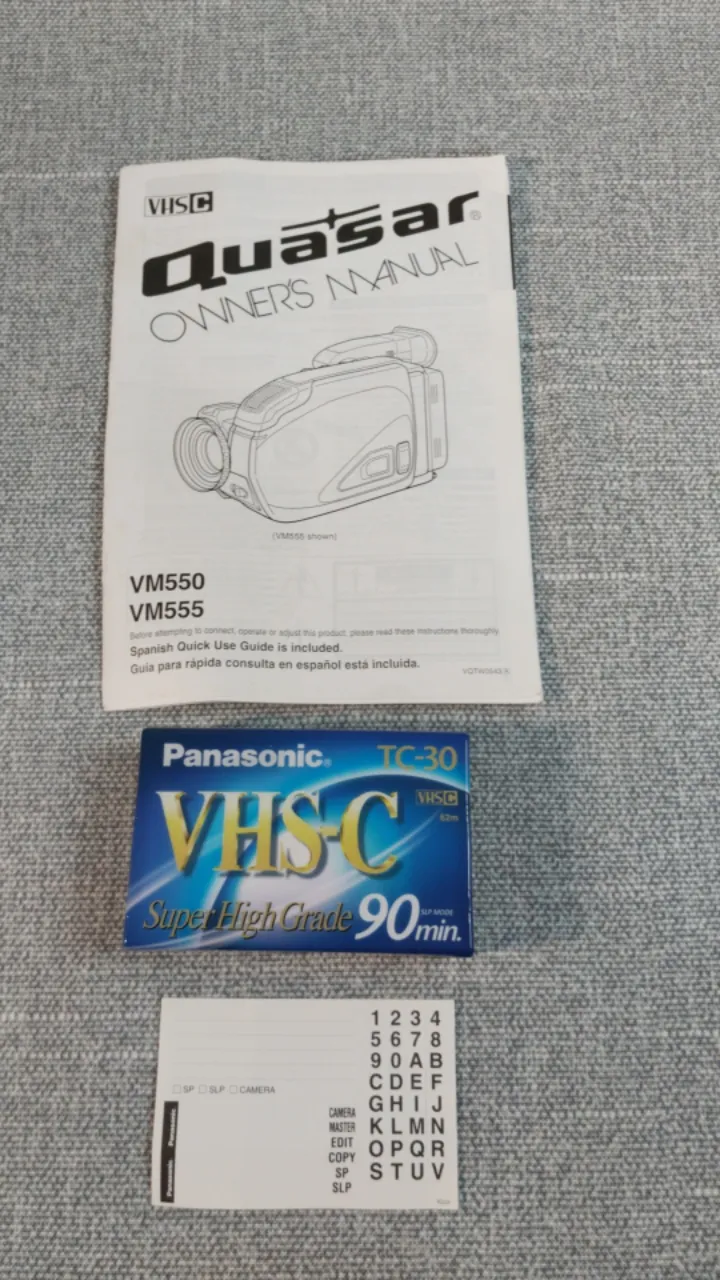 VHS C
Quasar®
OWNER'S MANUAL
(VM555 shown)
VM550
VM555
Before attempting to connect, operate or adjust this product, please read these instructions thoroughly.
Spanish Quick Use Guide is included.
Guía para rápida consulta en español está incluida.
Panasonic®
TC-30
VHS-C
VHS C
62m
Super High Grade
90 min.
SLP MODE
1 2 3 4
5 6 7 8
9 0 A B
C D E F
G H I J
K L M N
O P Q R
S T U V
□ SP □ SLP □ CAMERA
CAMERA
MASTER
EDIT
COPY
SP
SLP
Panasonic
Panasonic